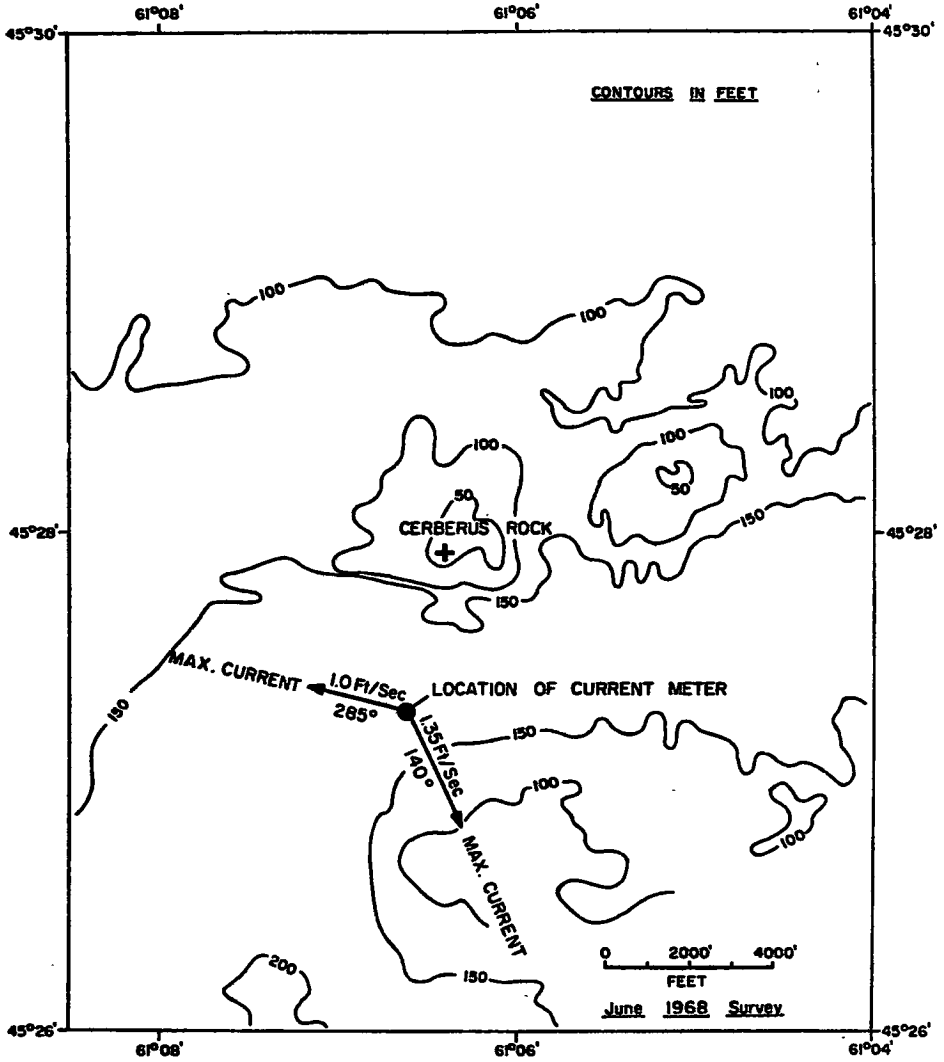 61°08' 61°06' 61°04'
45°30' 45°30'
CONTOURS IN FEET
100
100
100
100
100
50
50
45°28' CERBERUS ROCK 45°28'
150
150
MAX. CURRENT 1.0 Ft/Sec
285°
LOCATION OF CURRENT METER
150
1.35 Ft/Sec
140°
150
100
100
MAX. CURRENT
200
150
0 2000' 4000'
FEET
June 1968 Survey
45°26' 45°26'
61°08' 61°06' 61°04'